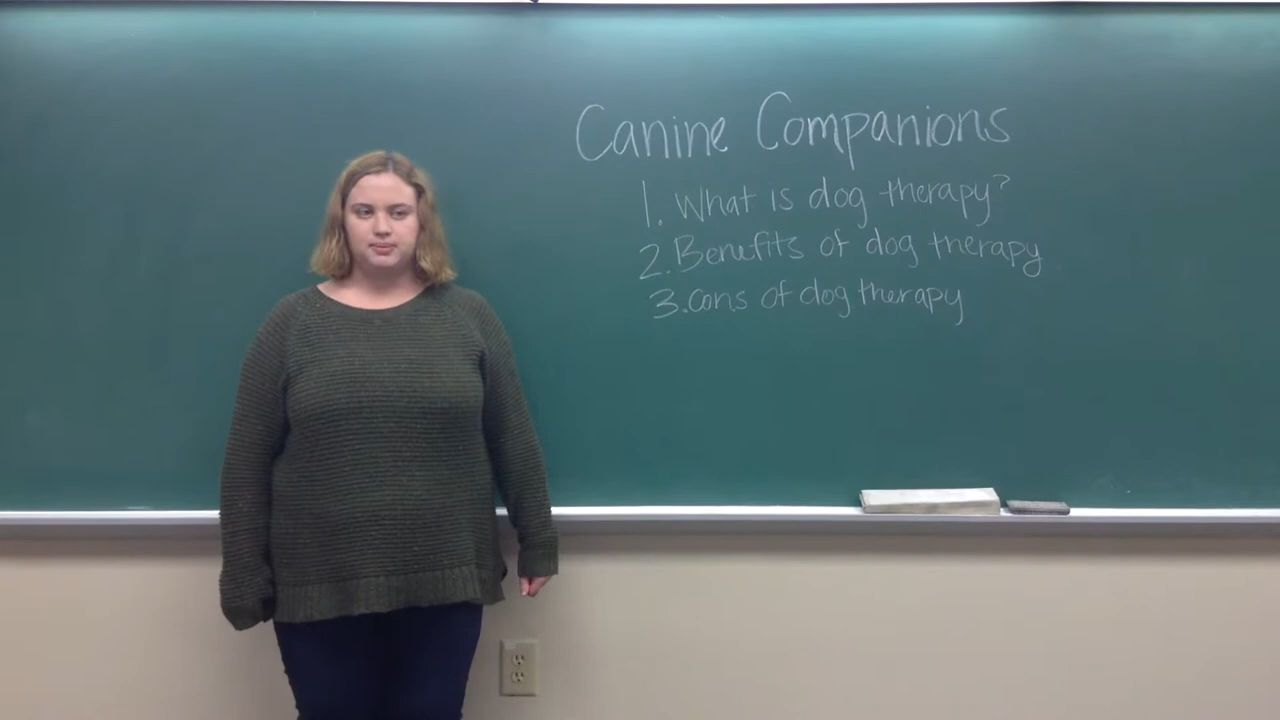 Canine Companions
1. What is dog therapy?
2. Benefits of dog therapy
3. cons of dog therapy